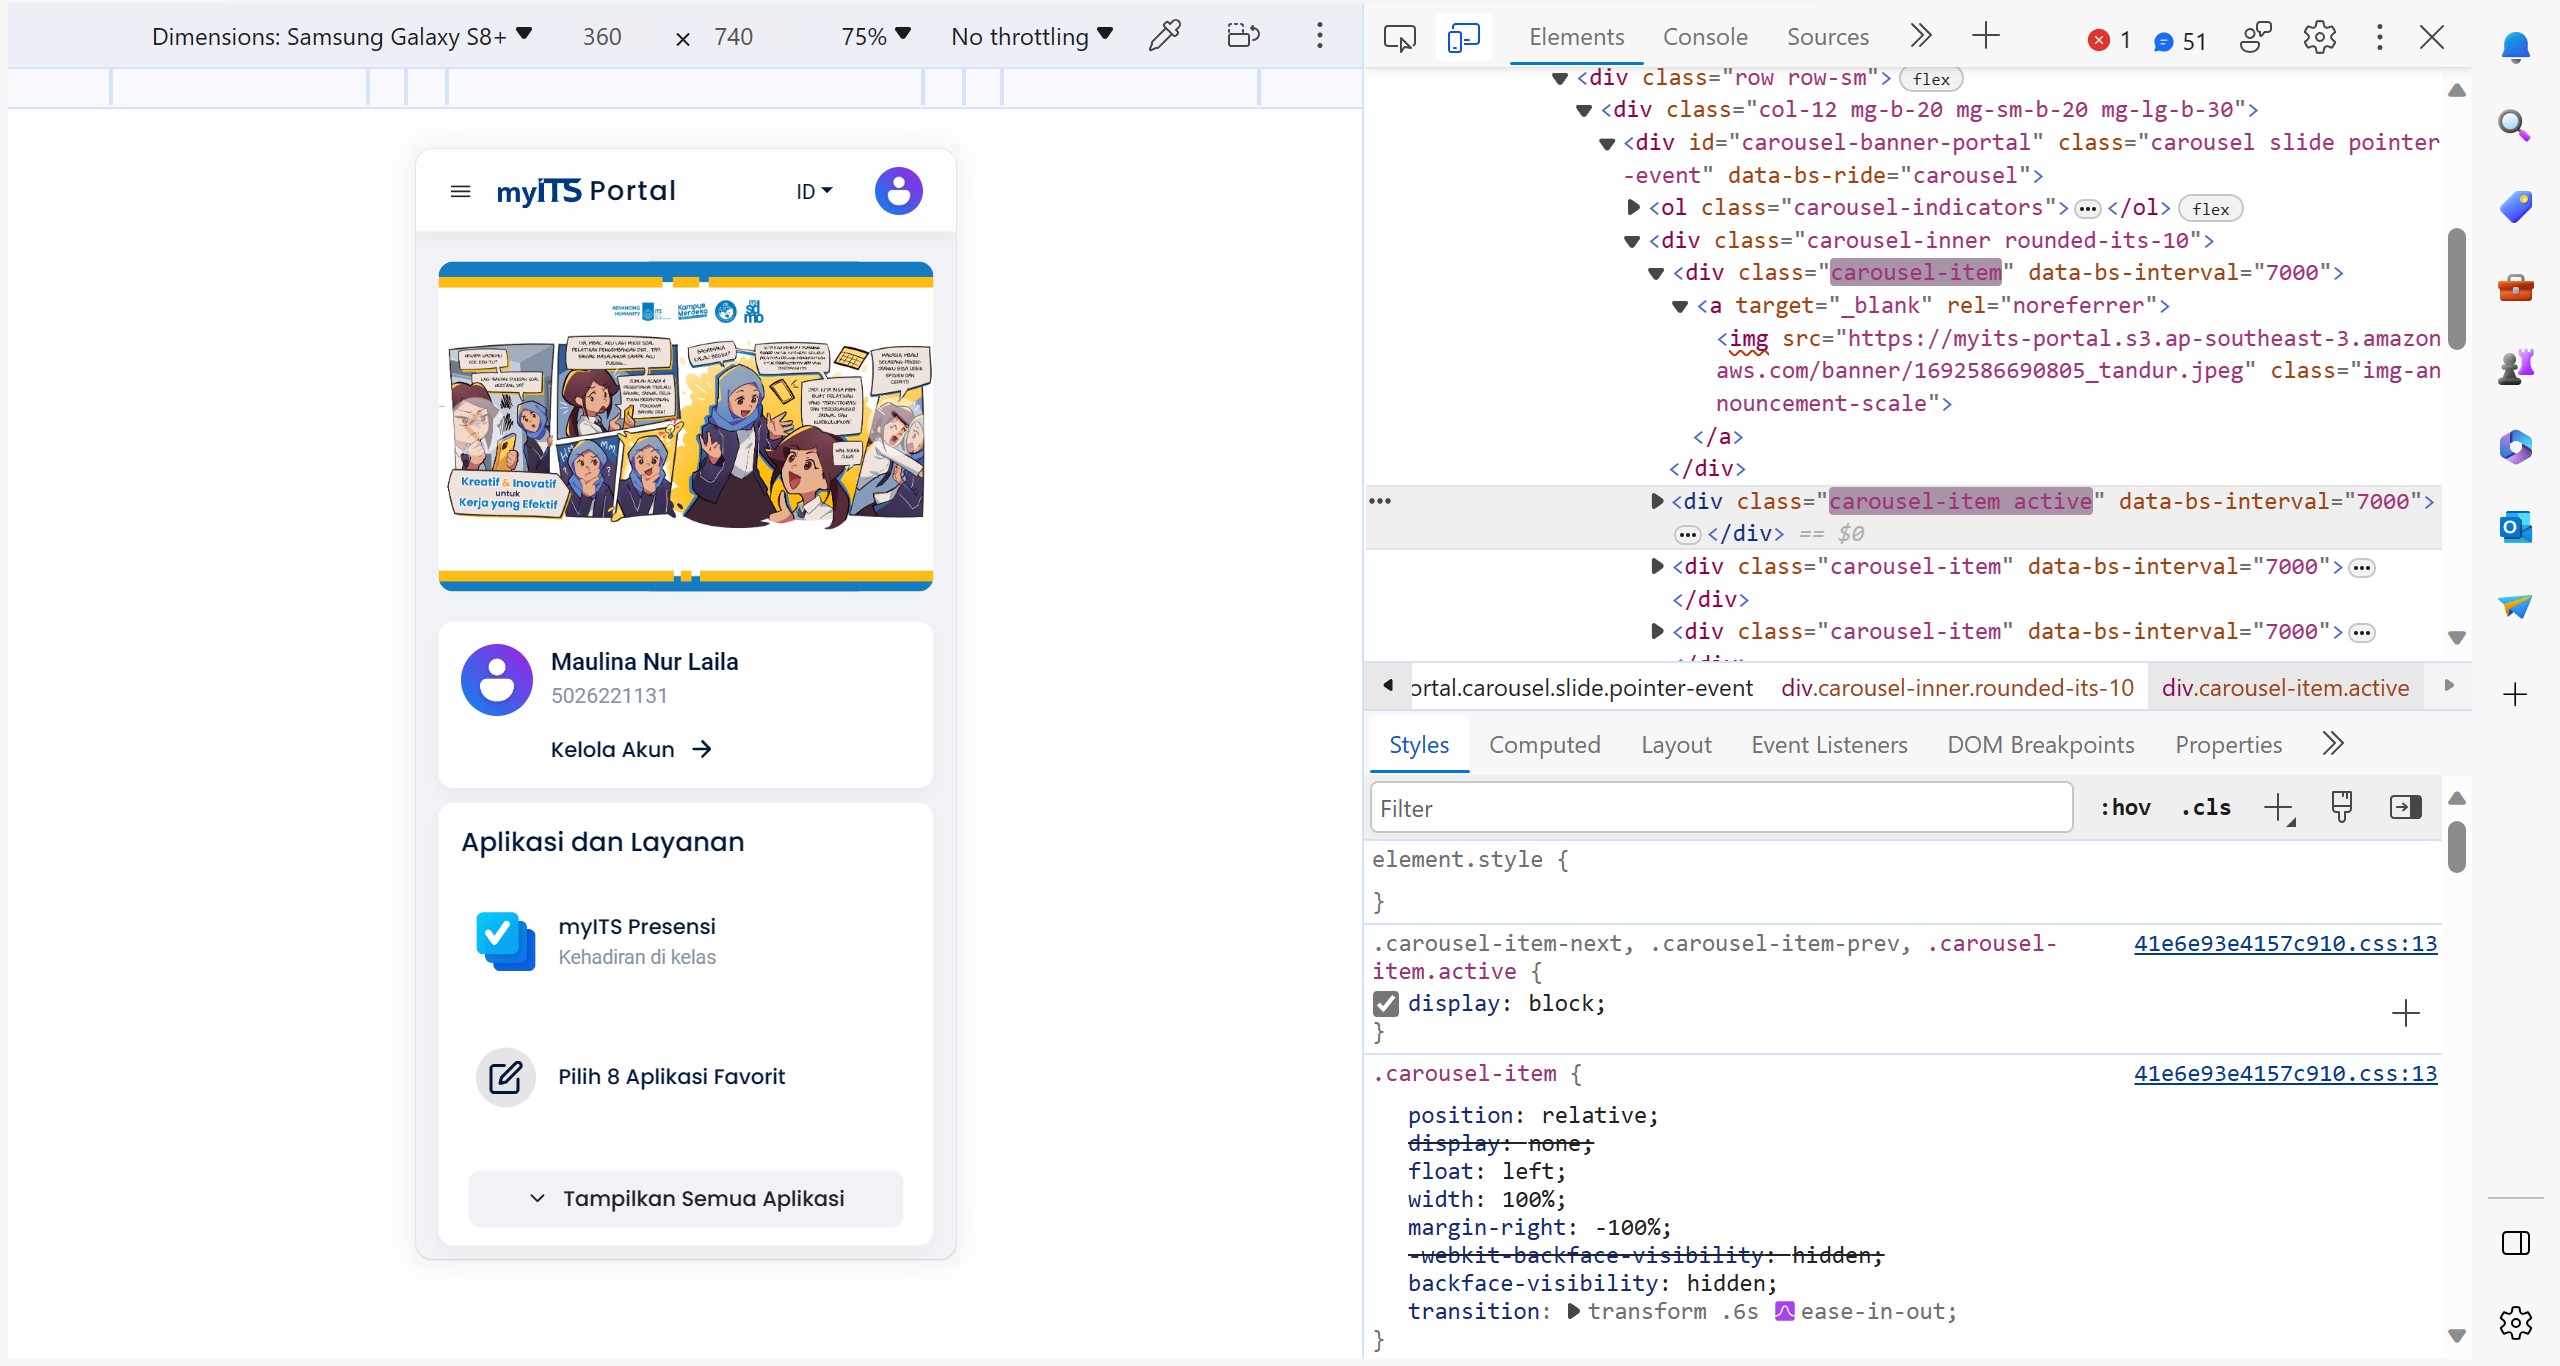 Dimensions: Samsung Galaxy S8+ 360 × 740 75% No throttling
myITS Portal ID
ADVANCING HUMANITY
Kampus Merdeka
Kreatif & Inovatif
untuk
Kerja yang Efektif
Maulina Nur Laila
5026221131
Kelola Akun →
Aplikasi dan Layanan
myITS Presensi
Kehadiran di kelas
Pilih 8 Aplikasi Favorit
Tampilkan Semua Aplikasi
Elements Console Sources 1 51
<div class="row row-sm"> flex
<div class="col-12 mg-b-20 mg-sm-b-20 mg-lg-b-30">
<div id="carousel-banner-portal" class="carousel slide pointer
-event" data-bs-ride="carousel">
<ol class="carousel-indicators"> ••• </ol> flex
<div class="carousel-inner rounded-its-10">
<div class="carousel-item" data-bs-interval="7000">
<a target="_blank" rel="noreferrer">
<img src="https://myits-portal.s3.ap-southeast-3.amazon
aws.com/banner/1692586690805_tandur.jpeg" class="img-an
nouncement-scale">
</a>
</div>
••• <div class="carousel-item active" data-bs-interval="7000">
••• </div> == $0
<div class="carousel-item" data-bs-interval="7000"> •••
</div>
<div class="carousel-item" data-bs-interval="7000"> •••
</div>
ortal.carousel.slide.pointer-event div.carousel-inner.rounded-its-10 div.carousel-item.active
Styles Computed Layout Event Listeners DOM Breakpoints Properties
Filter :hov .cls
element.style {
}
.carousel-item-next, .carousel-item-prev, .carousel- 41e6e93e4157c910.css:13
item.active {
display: block;
}
.carousel-item { 41e6e93e4157c910.css:13
position: relative;
display: none;
float: left;
width: 100%;
margin-right: -100%;
-webkit-backface-visibility: hidden;
backface-visibility: hidden;
transition: transform .6s ease-in-out;
}